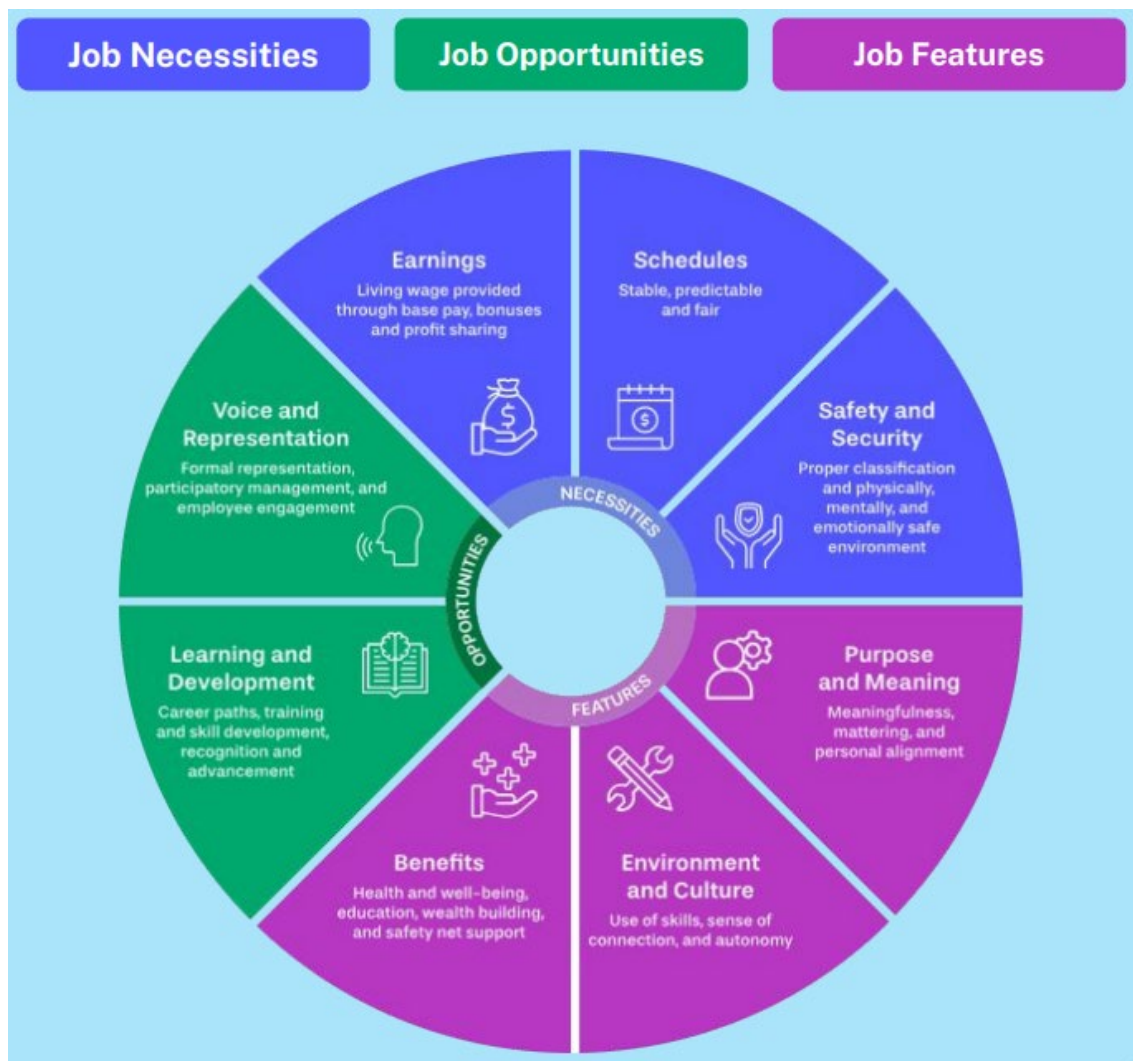 Job Necessities
Job Opportunities
Job Features
Earnings
Living wage provided
through base pay, bonuses
and profit sharing
$
Schedules
Stable, predictable
and fair
$
Safety and
Security
Proper classification
and physically,
mentally, and
emotionally safe
environment
Voice and
Representation
Formal representation,
participatory management, and
employee engagement
NECESSITIES
OPPORTUNITIES
FEATURES
Learning and
Development
Career paths, training
and skill development,
recognition and
advancement
Purpose
and Meaning
Meaningfulness,
mattering, and
personal alignment
Benefits
Health and well-being,
education, wealth building,
and safety net support
Environment
and Culture
Use of skills, sense of
connection, and autonomy